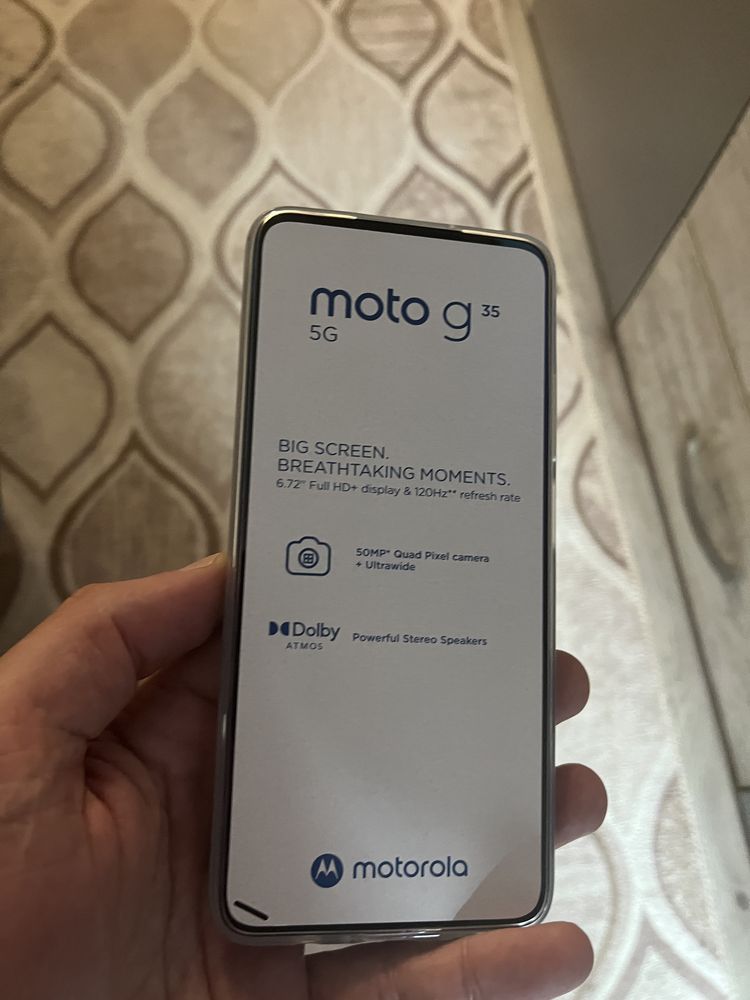 moto g 35
5G
BIG SCREEN.
BREATHTAKING MOMENTS.
6.72" Full HD+ display & 120Hz** refresh rate
50MP* Quad Pixel camera
+ Ultrawide
Dolby
ATMOS
Powerful Stereo Speakers
motorola